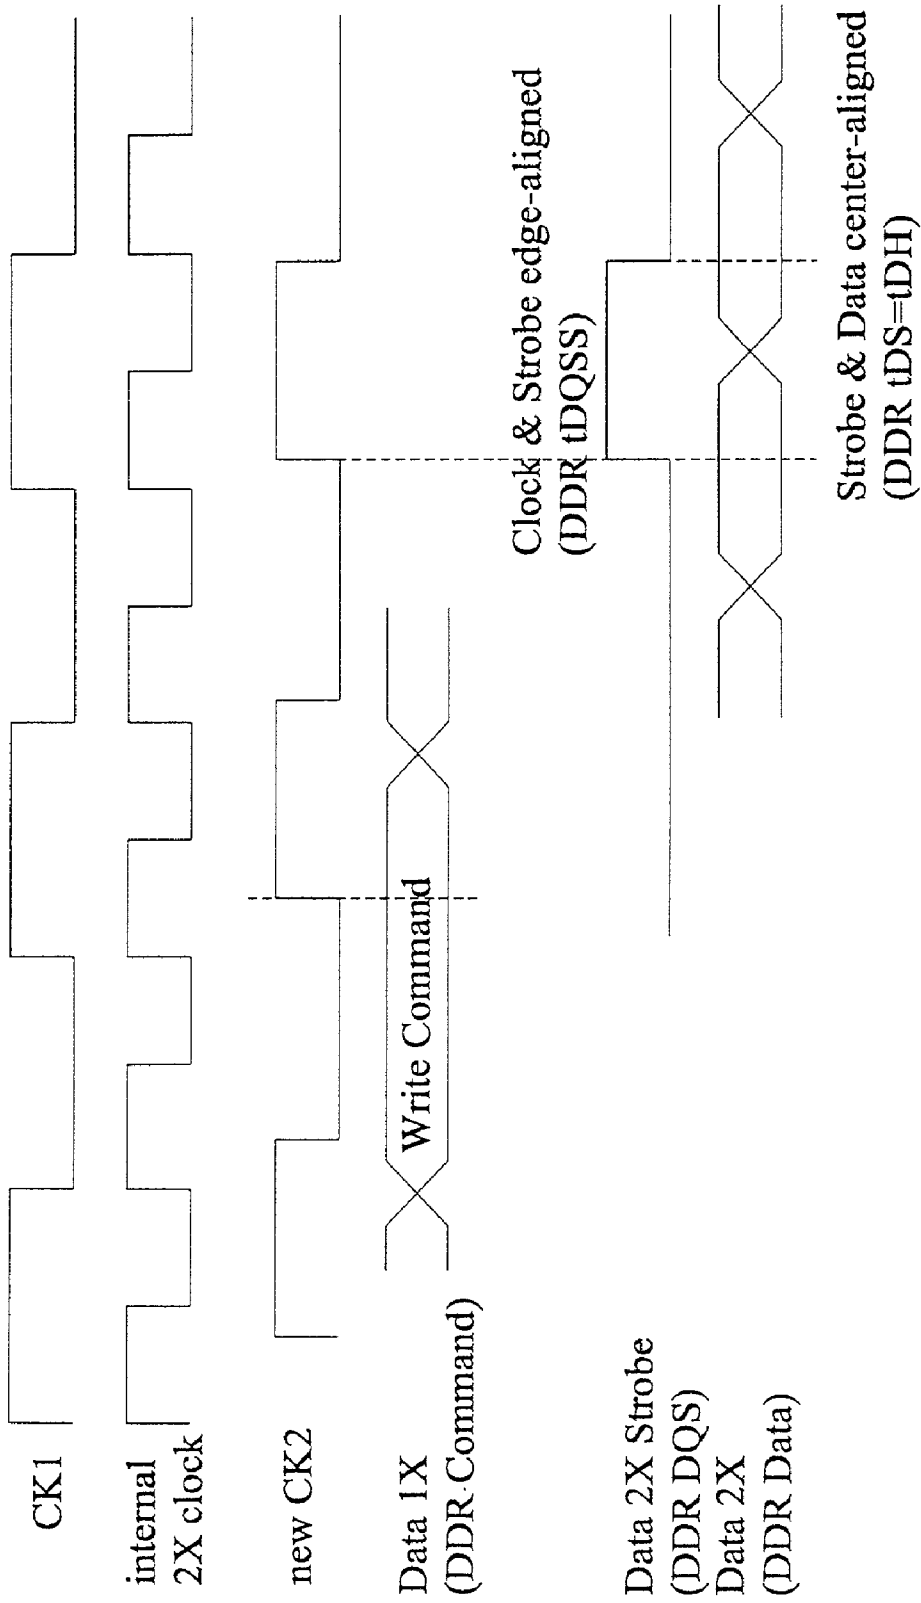 CK1
internal
2X clock
new CK2
Data 1X
(DDR Command)
Write Command
Clock & Strobe edge-aligned
(DDR tDQSS)
Data 2X Strobe
(DDR DQS)
Data 2X
(DDR Data)
Strobe & Data center-aligned
(DDR tDS=tDH)